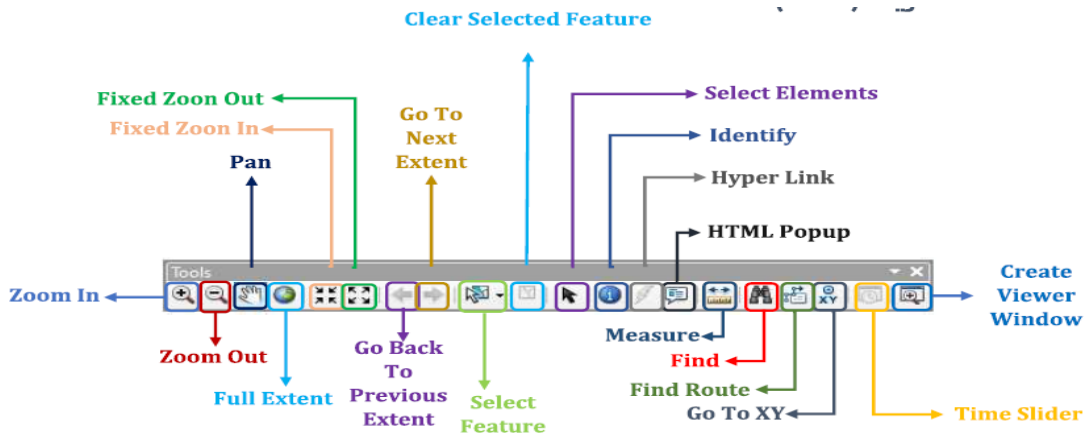 Clear Selected Feature
Fixed Zoon Out
Fixed Zoon In
Pan
Go To
Next
Extent
Select Elements
Identify
Hyper Link
HTML Popup
Tools
Zoom In
Create
Viewer
Window
Zoom Out
Full Extent
Go Back
To
Previous
Extent
Select
Feature
Measure
Find
Find Route
Go To XY
Time Slider
XY